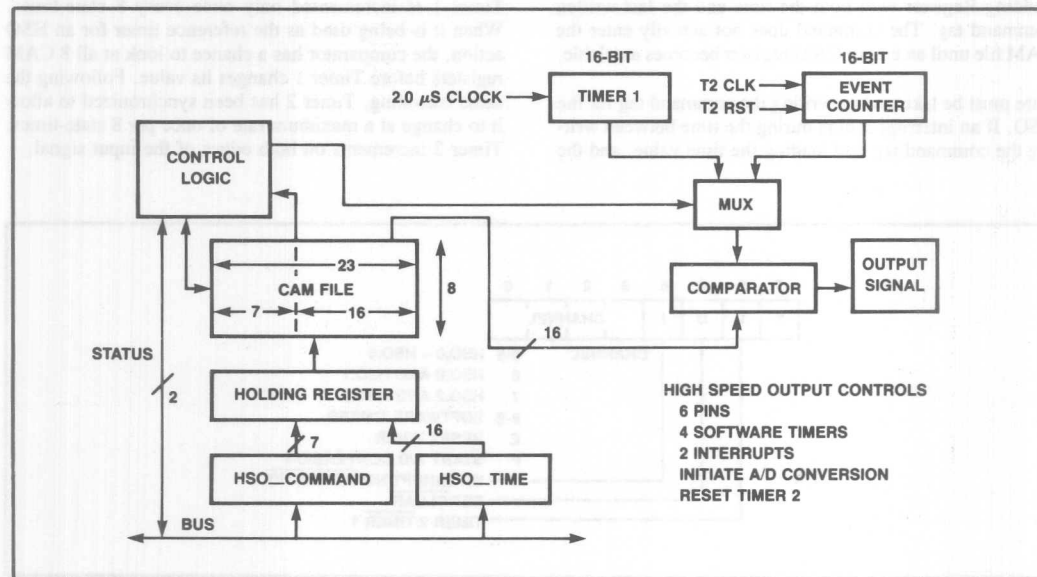 16-BIT
16-BIT
2.0 µS CLOCK
TIMER 1
T2 CLK
T2 RST
EVENT
COUNTER
CONTROL
LOGIC
MUX
23
CAM FILE
7
16
8
COMPARATOR
OUTPUT
SIGNAL
16
STATUS
2
HOLDING REGISTER
7
16
HSO_COMMAND
HSO_TIME
BUS
HIGH SPEED OUTPUT CONTROLS
6 PINS
4 SOFTWARE TIMERS
2 INTERRUPTS
INITIATE A/D CONVERSION
RESET TIMER 2